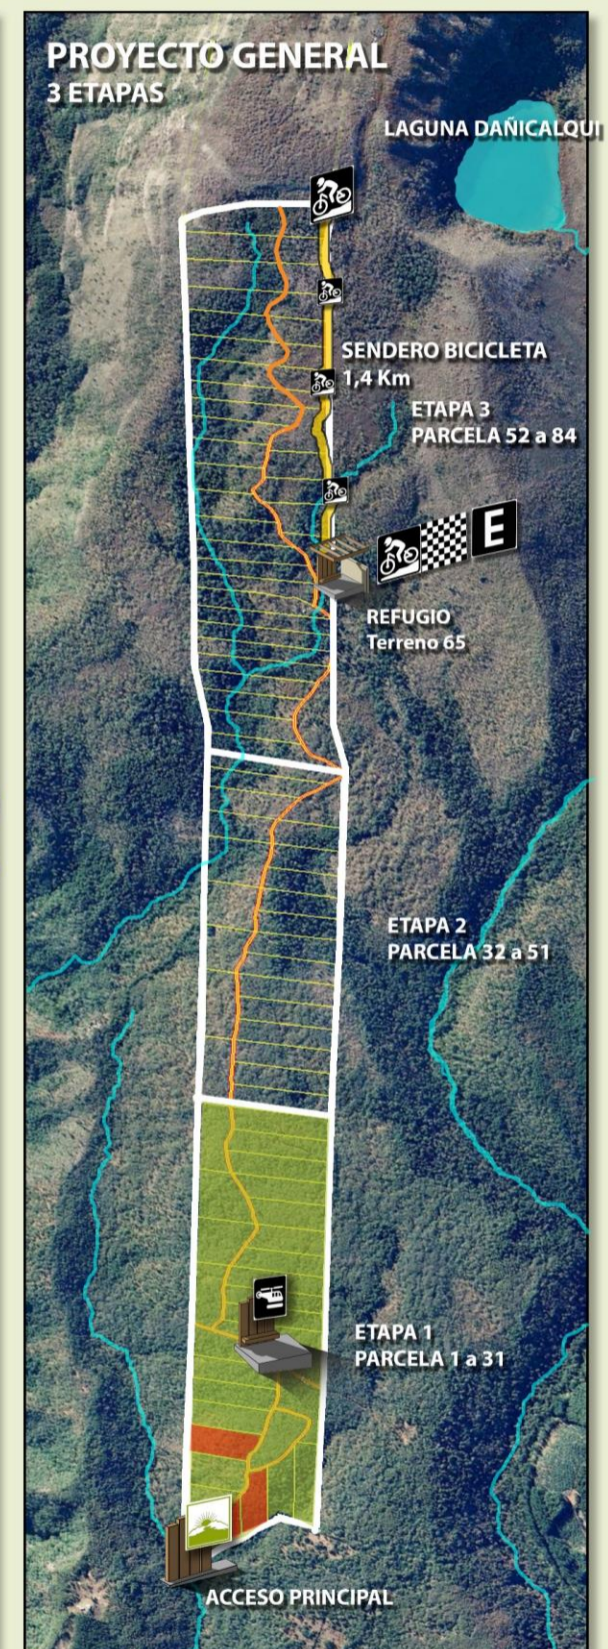 PROYECTO GENERAL
3 ETAPAS
LAGUNA DAÑICALQUI
SENDERO BICICLETA
1,4 Km
ETAPA 3
PARCELA 52 a 84
E
REFUGIO
Terreno 65
ETAPA 2
PARCELA 32 a 51
ETAPA 1
PARCELA 1 a 31
ACCESO PRINCIPAL